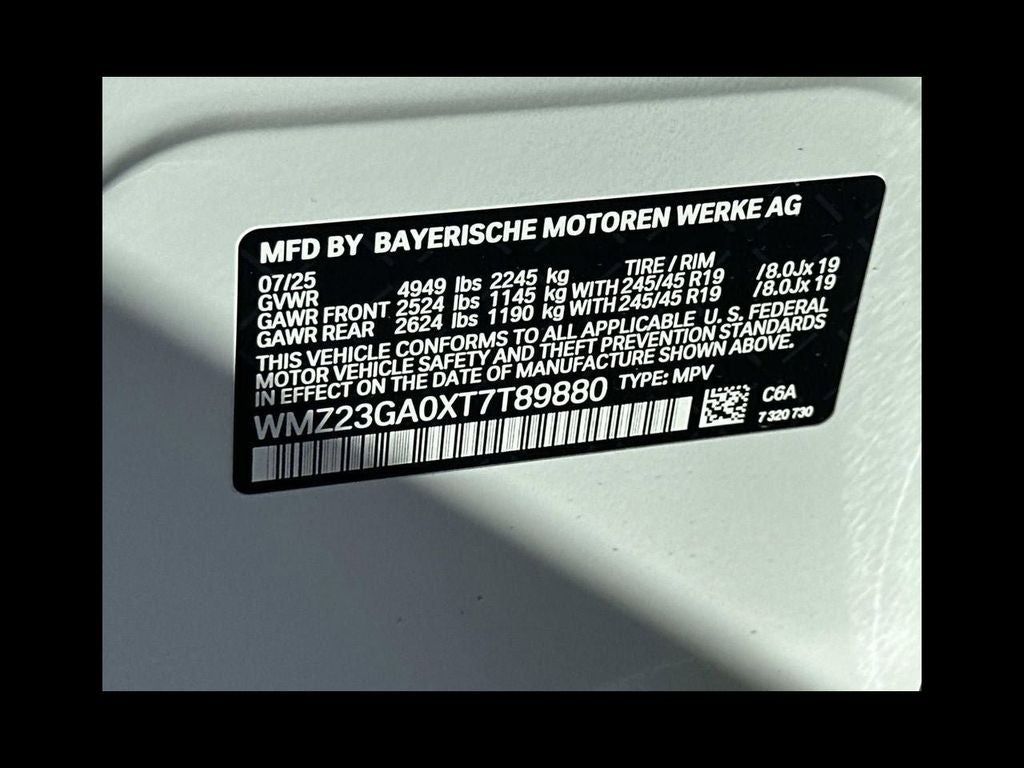 MFD BY BAYERISCHE MOTOREN WERKE AG
07/25 TIRE / RIM
GVWR 4949 lbs 2245 kg
GAWR FRONT 2524 lbs 1145 kg WITH 245/45 R19 /8.0Jx 19
GAWR REAR 2624 lbs 1190 kg WITH 245/45 R19 /8.0Jx 19
THIS VEHICLE CONFORMS TO ALL APPLICABLE U. S. FEDERAL
MOTOR VEHICLE SAFETY AND THEFT PREVENTION STANDARDS
IN EFFECT ON THE DATE OF MANUFACTURE SHOWN ABOVE.
WMZ23GA0XT7T89880 TYPE: MPV C6A
7 320 730